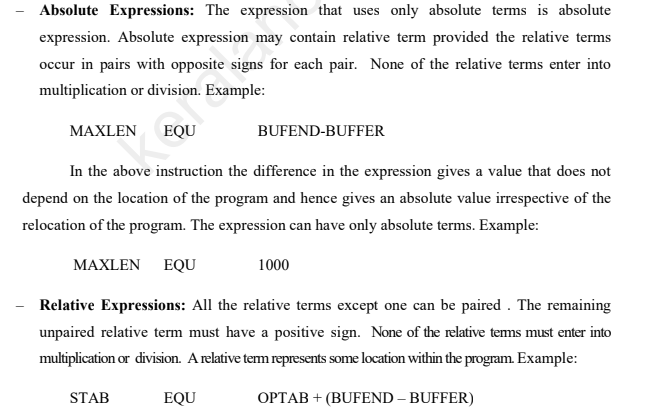 – Absolute Expressions: The expression that uses only absolute terms is absolute
expression. Absolute expression may contain relative term provided the relative terms
occur in pairs with opposite signs for each pair. None of the relative terms enter into
multiplication or division. Example:
MAXLEN EQU BUFEND-BUFFER
In the above instruction the difference in the expression gives a value that does not
depend on the location of the program and hence gives an absolute value irrespective of the
relocation of the program. The expression can have only absolute terms. Example:
MAXLEN EQU 1000
– Relative Expressions: All the relative terms except one can be paired . The remaining
unpaired relative term must have a positive sign. None of the relative terms must enter into
multiplication or division. A relative term represents some location within the program. Example:
STAB EQU OPTAB + (BUFEND – BUFFER)